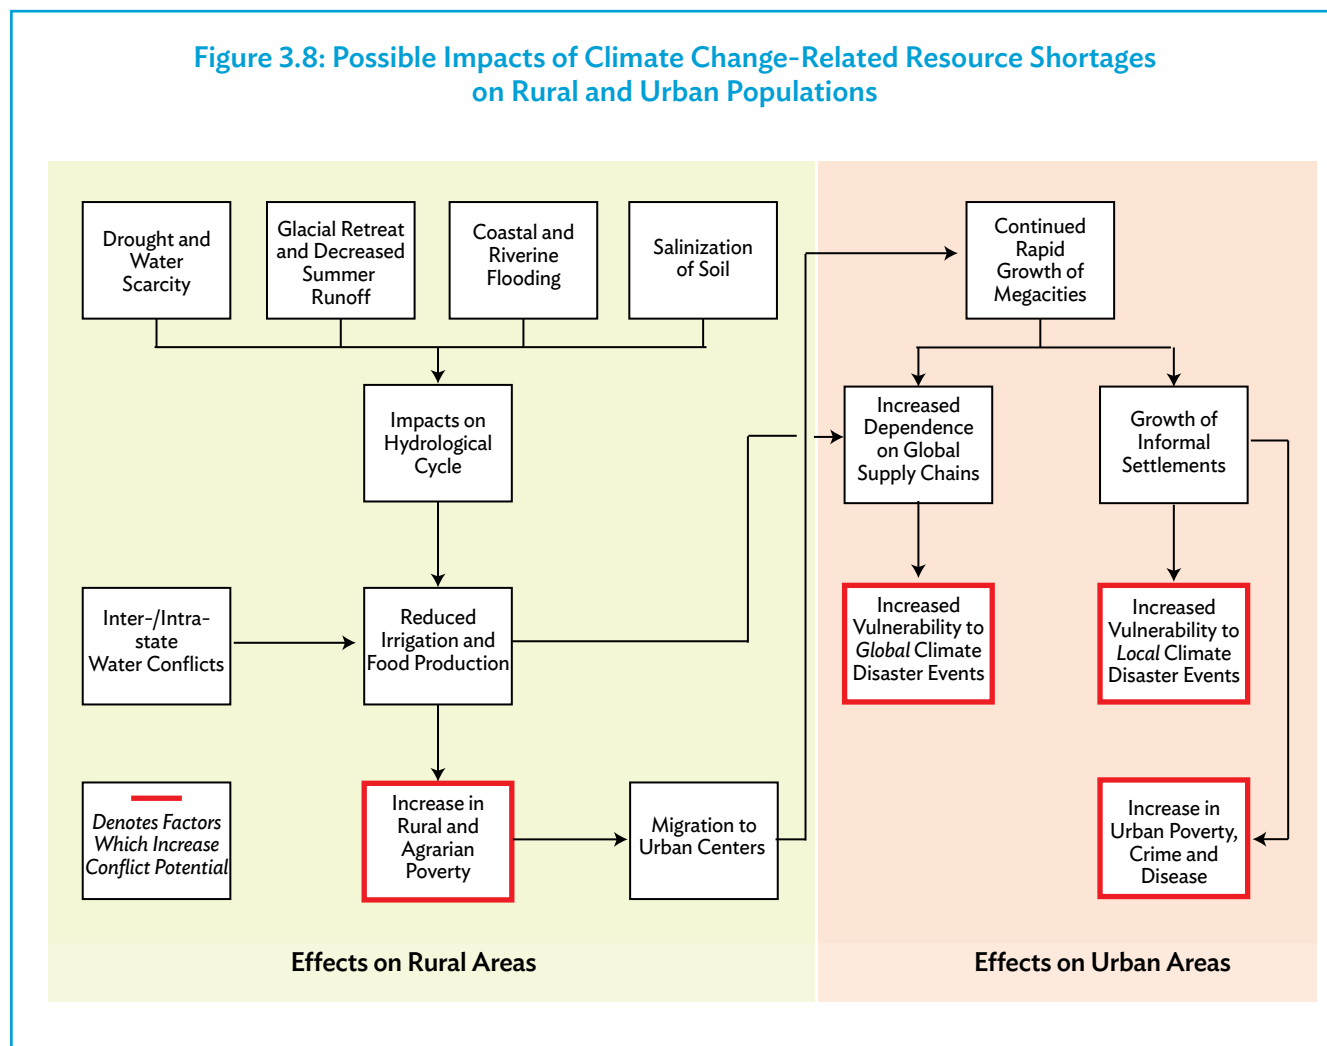 Figure 3.8: Possible Impacts of Climate Change-Related Resource Shortages
on Rural and Urban Populations
Drought and
Water
Scarcity
Glacial Retreat
and Decreased
Summer
Runoff
Coastal and
Riverine
Flooding
Salinization
of Soil
Continued
Rapid
Growth of
Megacities
Impacts on
Hydrological
Cycle
Increased
Dependence
on Global
Supply Chains
Growth of
Informal
Settlements
Inter-/Intra-
state
Water Conflicts
Reduced
Irrigation and
Food Production
Increased
Vulnerability to
Global Climate
Disaster Events
Increased
Vulnerability to
Local Climate
Disaster Events
Denotes Factors
Which Increase
Conflict Potential
Increase in
Rural and
Agrarian
Poverty
Migration to
Urban Centers
Increase in
Urban Poverty,
Crime and
Disease
Effects on Rural Areas
Effects on Urban Areas